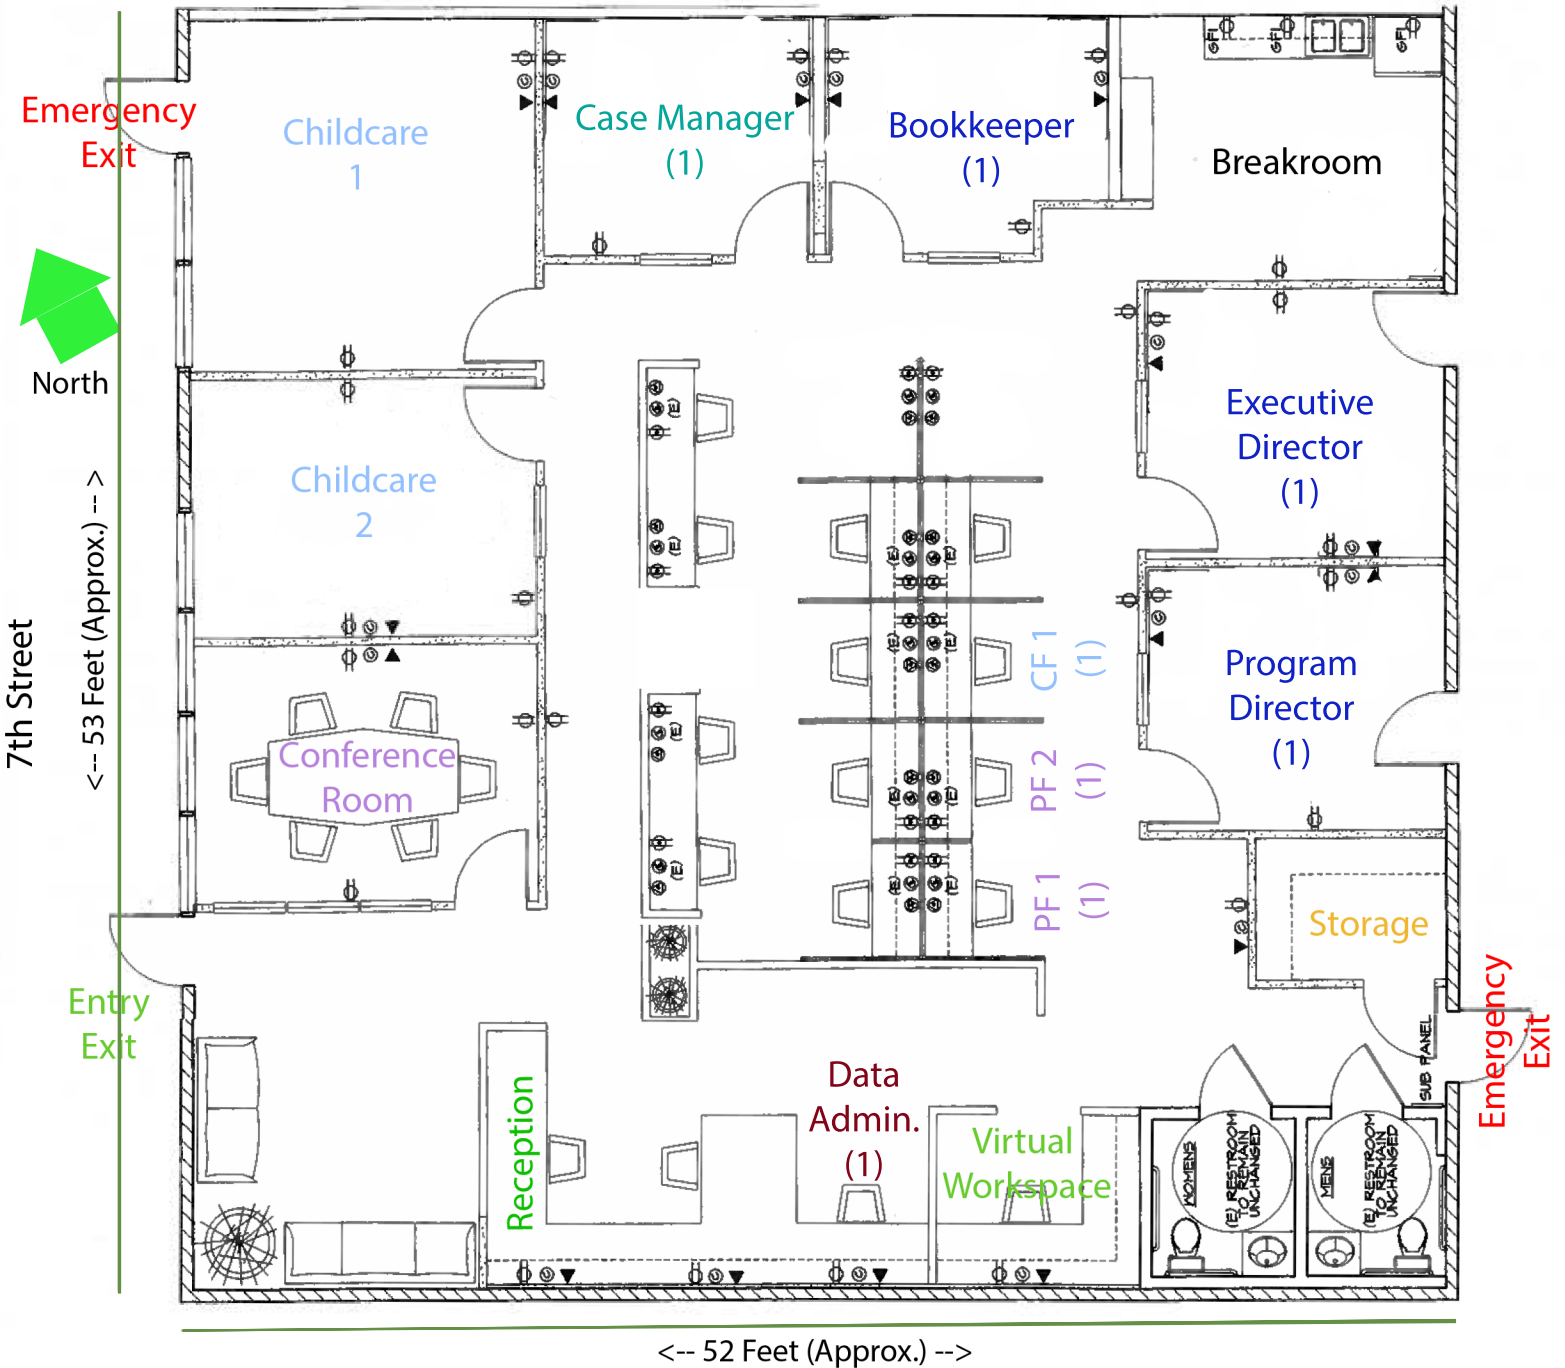 GFI
GFI
GFI
Emergency
Exit
Childcare
1
Case Manager
(1)
Bookkeeper
(1)
Breakroom
North
Executive
Director
(1)
Childcare
2
7th Street
<-- 53 Feet (Approx.) -->
(E)
(E)
(E)
(E)
(E)
(E)
(E)
(E)
(E)
(E)
(E)
(E)
CF 1
(1)
PF 2
(1)
PF 1
(1)
Program
Director
(1)
Conference
Room
Storage
Entry
Exit
Emergency
Exit
SUB PANEL
Reception
Data
Admin.
(1)
Virtual
Workspace
WOMENS
(E) RESTROOM
TO REMAIN
UNCHANGED
MENS
(E) RESTROOM
TO REMAIN
UNCHANGED
<-- 52 Feet (Approx.) -->